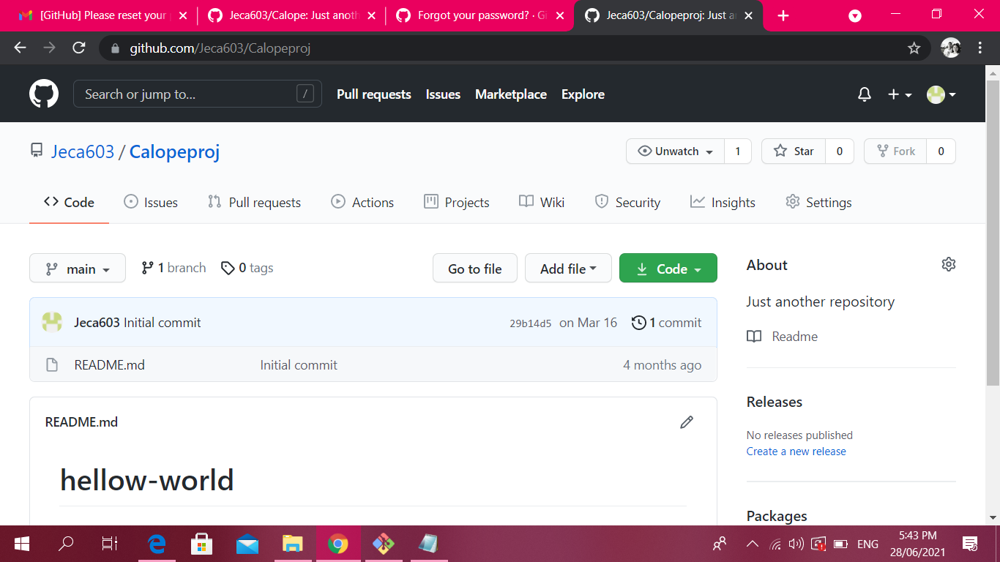 [GitHub] Please reset your
Jeca603/Calope: Just anoth
Forgot your password? · Gi
Jeca603/Calopeproj: Just a
github.com/Jeca603/Calopeproj
Search or jump to...
/
Pull requests
Issues
Marketplace
Explore
Jeca603 / Calopeproj
Unwatch
1
Star
0
Fork
0
Code
Issues
Pull requests
Actions
Projects
Wiki
Security
Insights
Settings
main
1 branch
0 tags
Go to file
Add file
Code
About
Just another repository
Readme
Jeca603 Initial commit
29b14d5 on Mar 16
1 commit
README.md
Initial commit
4 months ago
Releases
No releases published
Create a new release
README.md
hellow-world
Packages
ENG
5:43 PM
28/06/2021